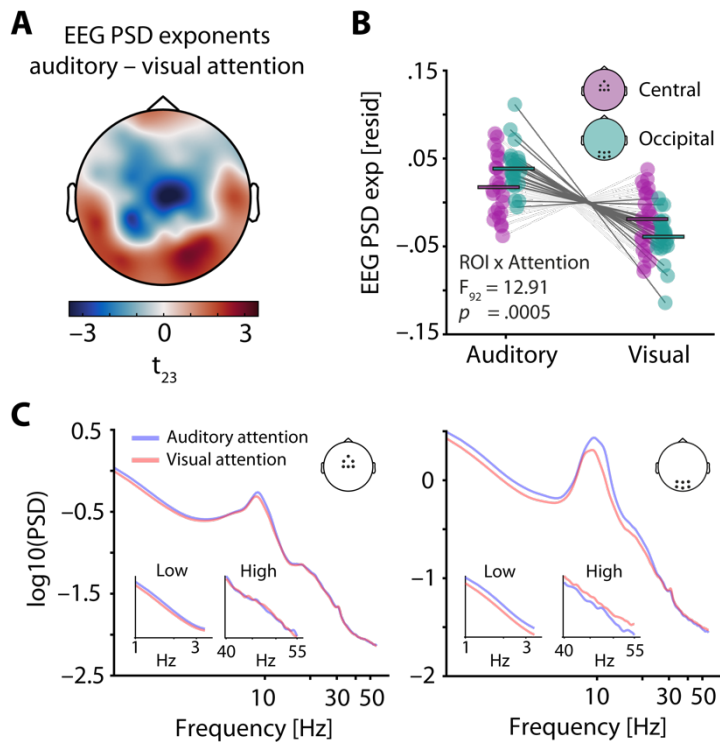 A
EEG PSD exponents
auditory – visual attention
−3 0 3
t23
B
EEG PSD exp [resid]
.15
.05
−.05
−.15
Central
Occipital
ROI x Attention
F92 = 12.91
p = .0005
Auditory Visual
C
log10(PSD)
0.5
−0.5
−1.5
−2.5
Auditory attention
Visual attention
Low High
1 3 40 55
Hz Hz
10 30 50
Frequency [Hz]
0
−1
−2
Low High
1 3 40 55
Hz Hz
10 30 50
Frequency [Hz]